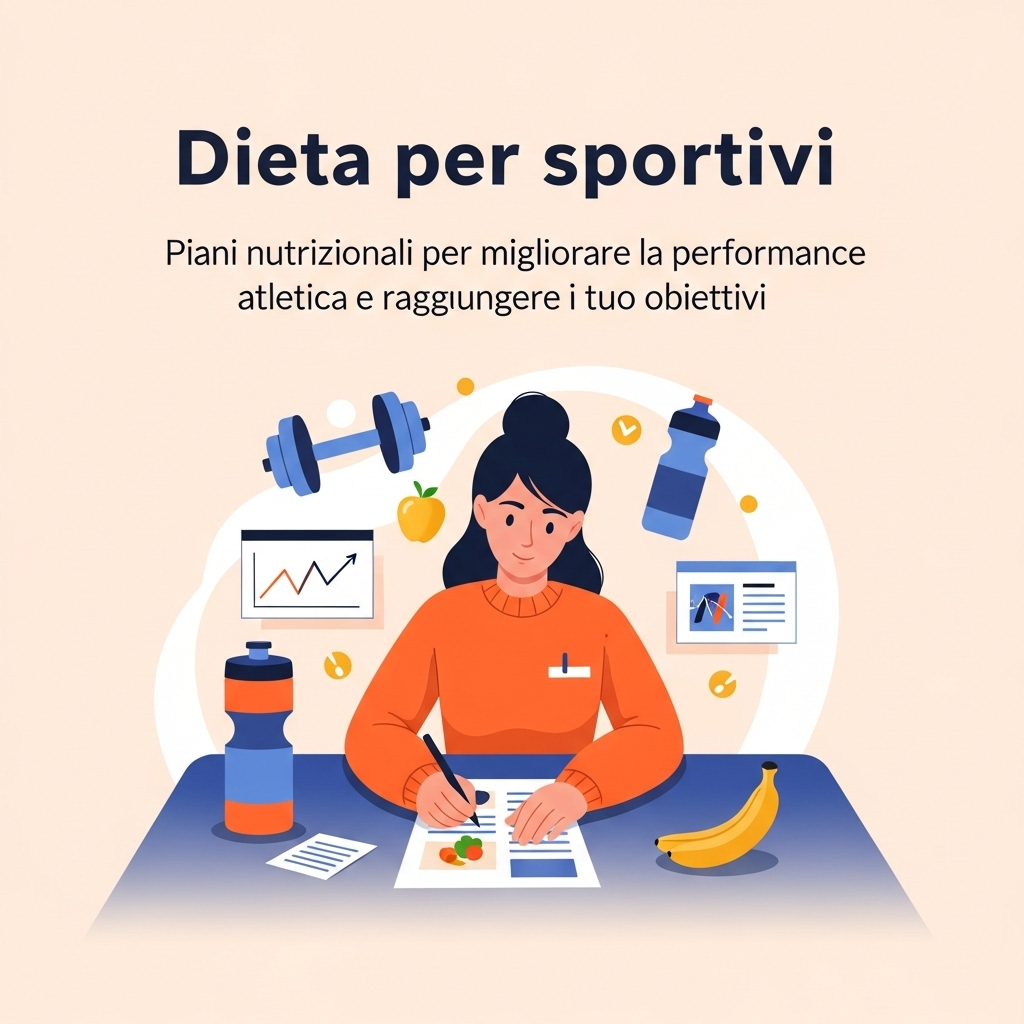 Dieta per sportivi
Piani nutrizionali per migliorare la performance
atletica e raggıungere i tuo obiettivi